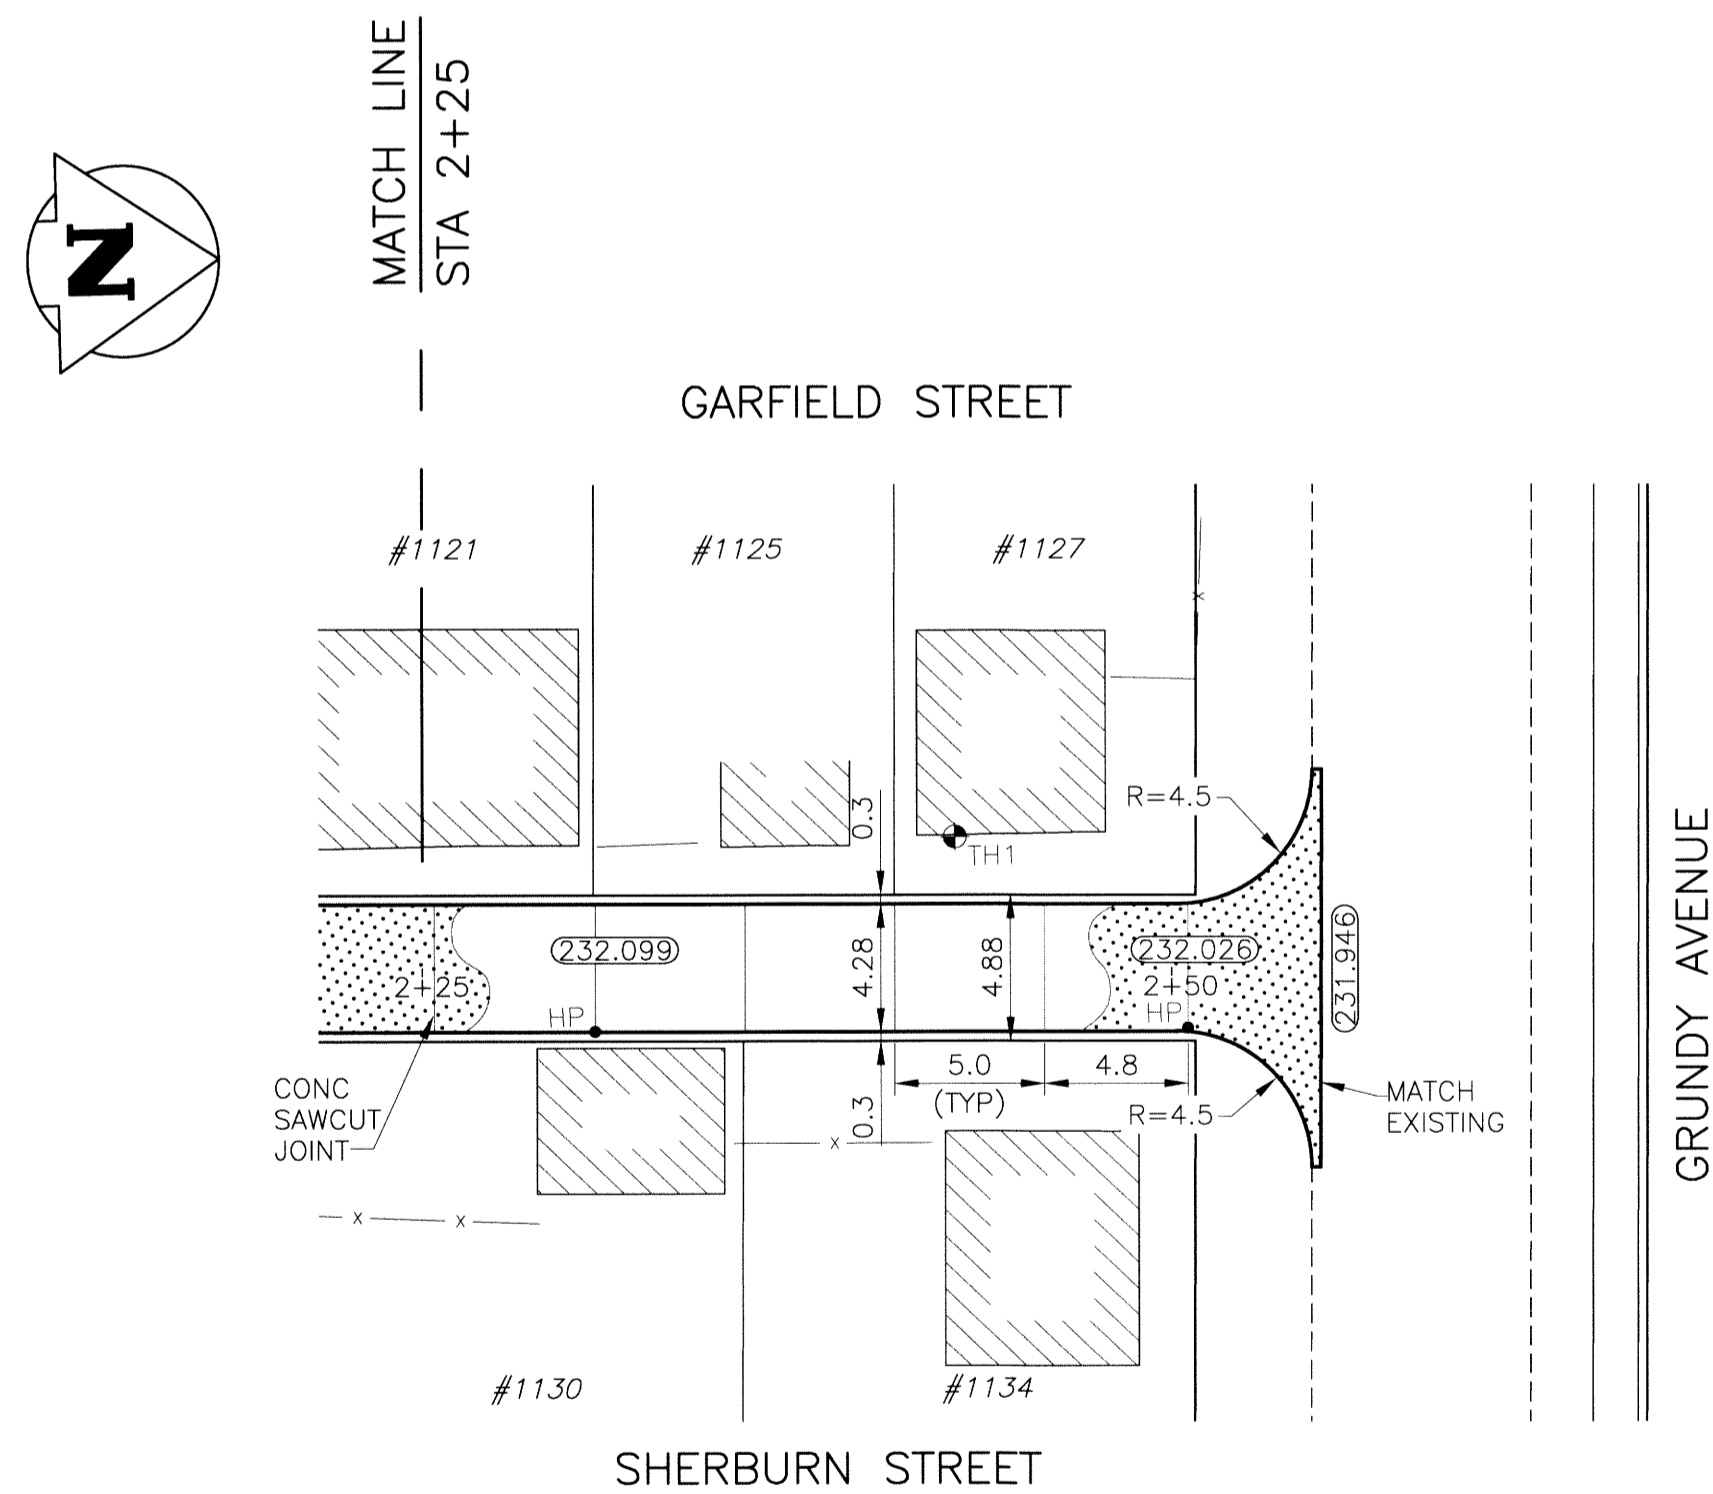 MATCH LINE
STA 2+25
N
GARFIELD STREET
#1121
#1125
#1127
R=4.5
0.3
TH1
232.099
4.28
4.88
232.026
2+25
2+50
HP
HP
231.946
GRUNDY AVENUE
5.0
4.8
(TYP)
0.3
R=4.5
CONC
SAWCUT
JOINT
MATCH
EXISTING
x
x
x
x
#1130
#1134
SHERBURN STREET